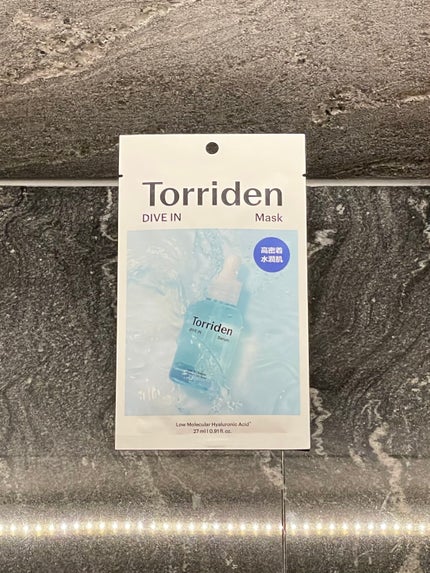 Torriden
DIVE IN Mask
高密着
水潤肌
Torriden
DIVE IN Serum
Low Molecular Hyaluronic Acid
27 ml | 0.91 fl. oz.